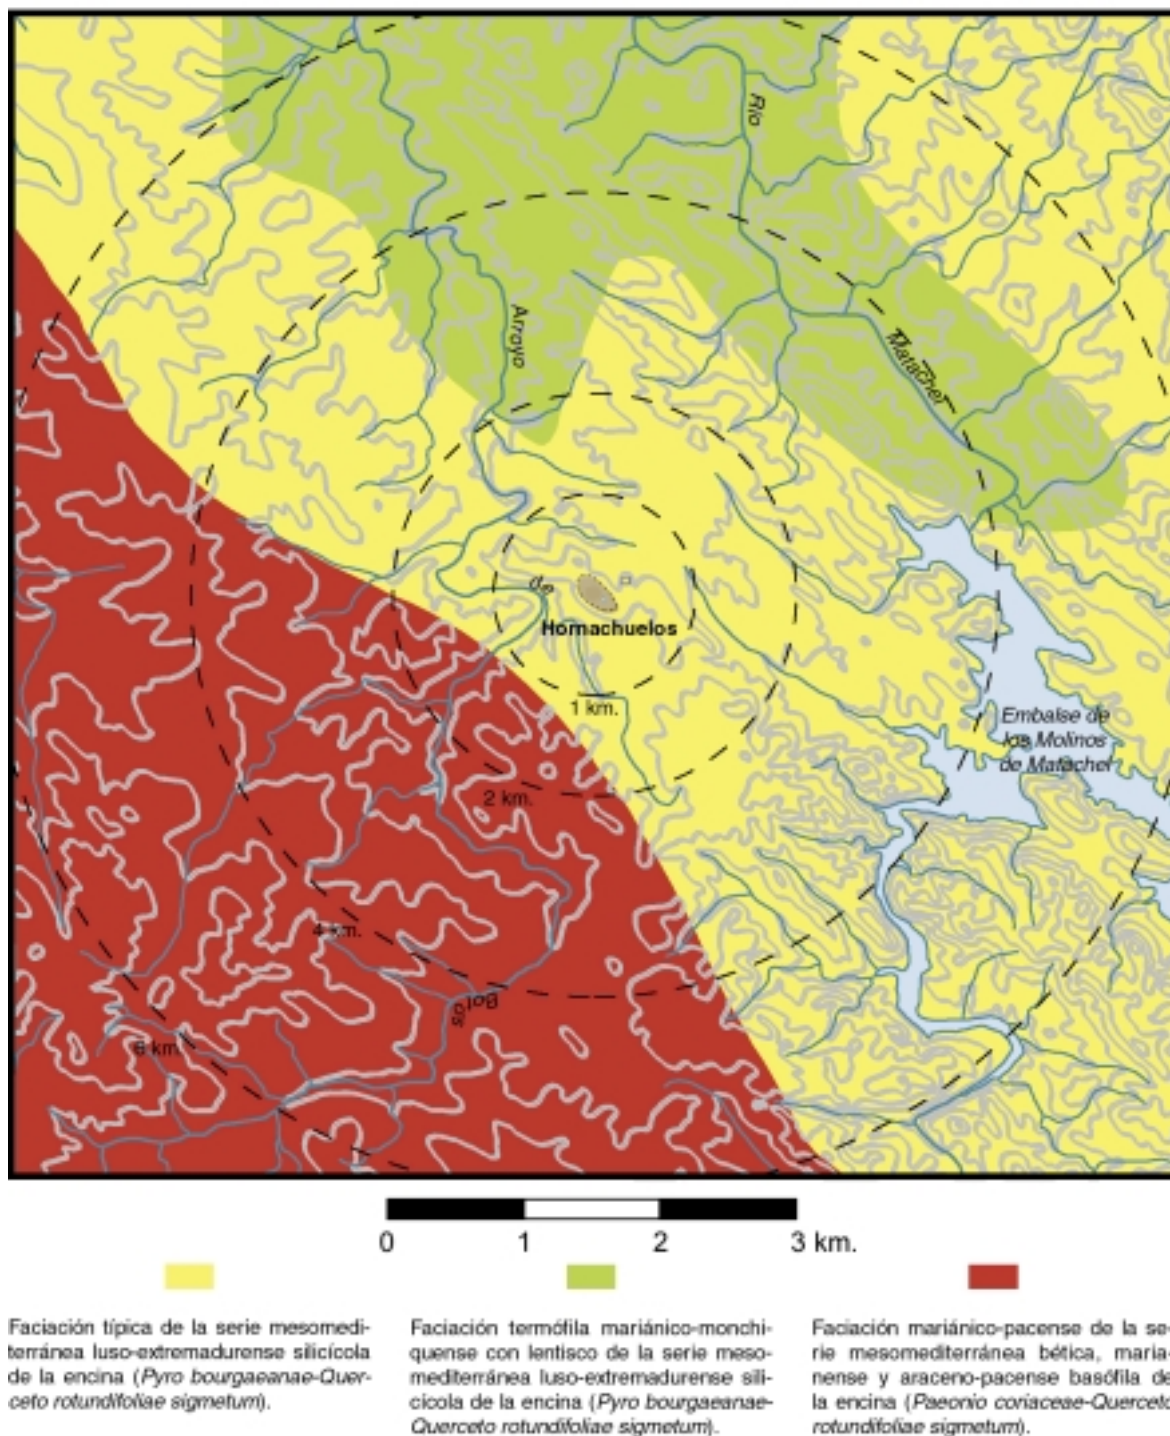 Río
Arroyo
Matachel
de
Hornachuelos
1 km.
Embalse de
los Molinos
de Matachel
2 km.
4 km.
Botos
6 km.
0 1 2 3 km.
Faciación típica de la serie mesomedi-
terránea luso-extremadurense silicícola
de la encina (Pyro bourgaeanae-Quer-
ceto rotundifoliae sigmetum).
Faciación termófila mariánico-monchi-
quense con lentisco de la serie meso-
mediterránea luso-extremadurense sili-
cícola de la encina (Pyro bourgaeanae-
Querceto rotundifoliae sigmetum).
Faciación mariánico-pacense de la se-
rie mesomediterránea bética, maria-
nense y araceno-pacense basófila de
la encina (Paeonio coriaceae-Querceto
rotundifoliae sigmetum).